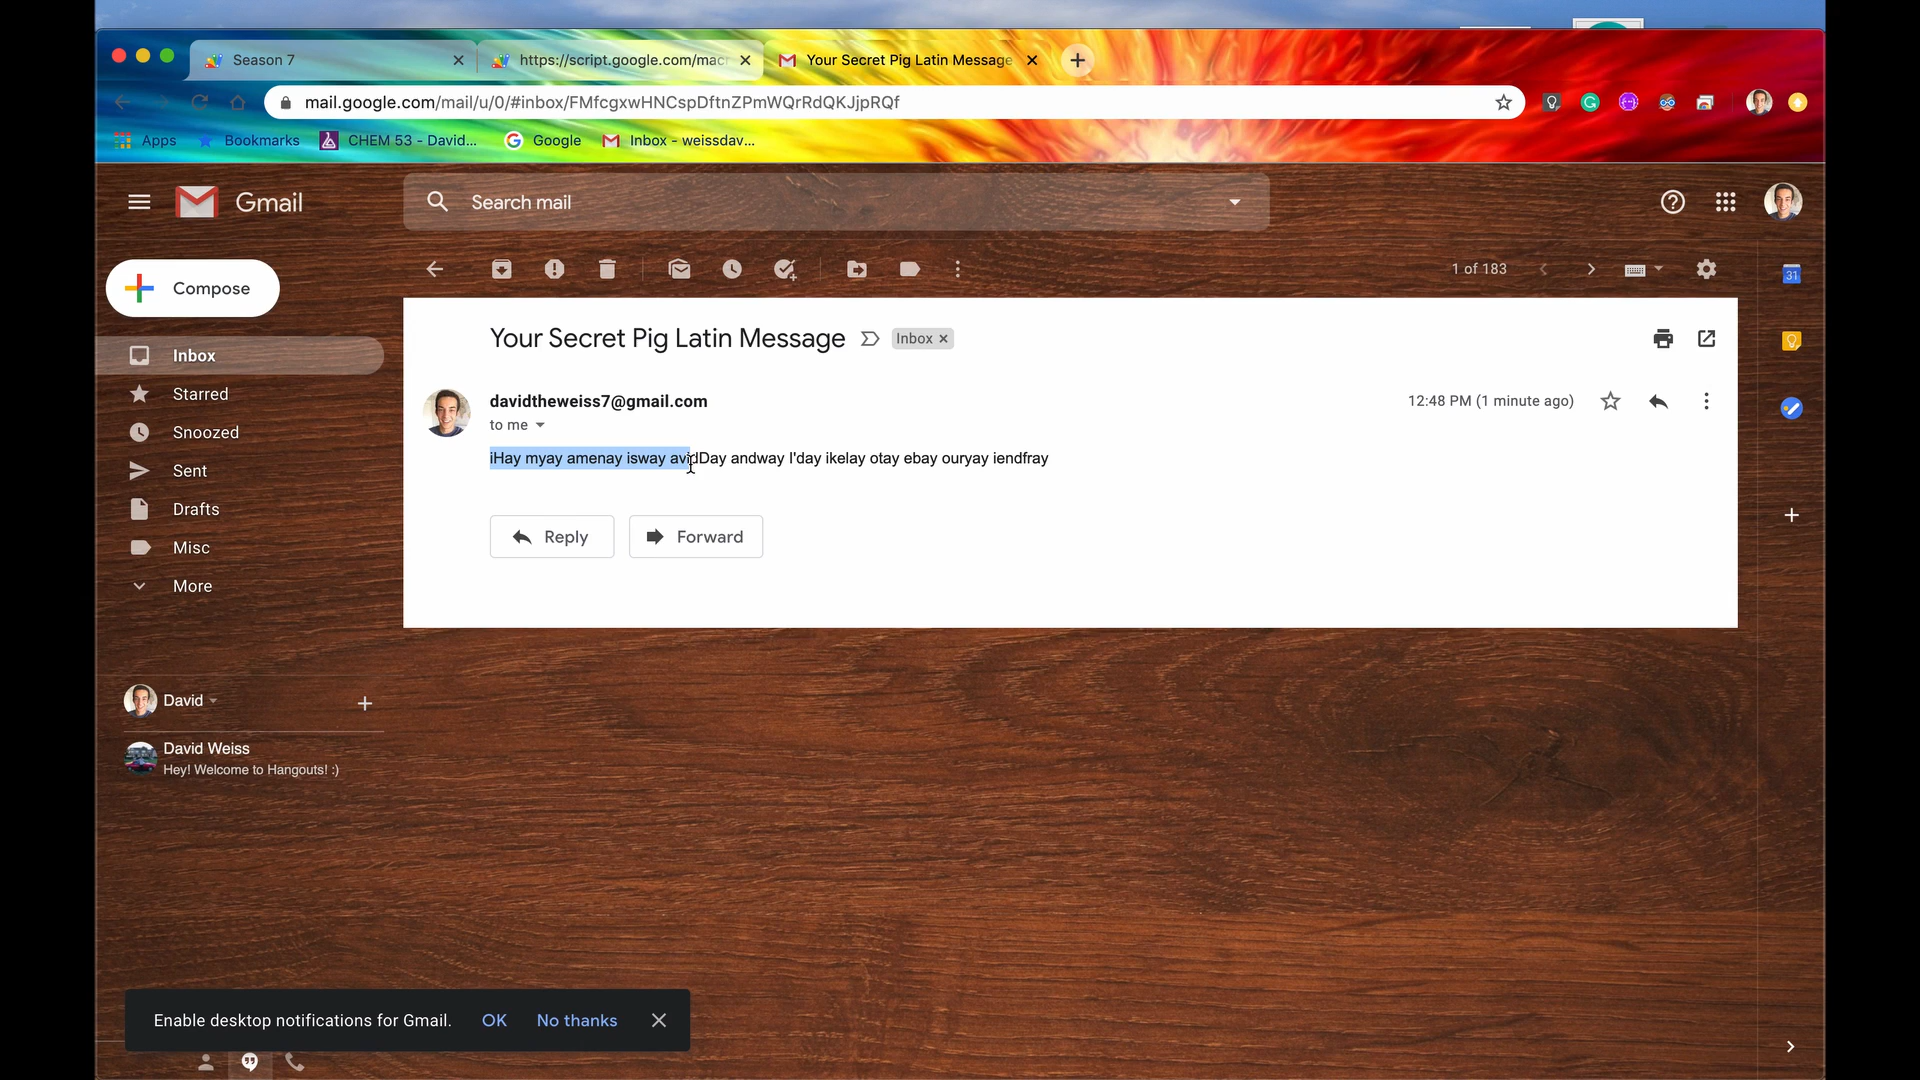 Season 7
https://script.google.com/macr
Your Secret Pig Latin Message
mail.google.com/mail/u/0/#inbox/FMfcgxwHNCspDftnZPmWQrRdQKJjpRQf
Apps
Bookmarks
CHEM 53 - David...
Google
Inbox - weissdav...
Gmail
Search mail
Compose
1 of 183
31
Inbox
Starred
Snoozed
Sent
Drafts
Misc
More
Your Secret Pig Latin Message
Inbox ×
davidtheweiss7@gmail.com
12:48 PM (1 minute ago)
to me
iHay myay amenay isway avidDay andway I'day ikelay otay ebay ouryay iendfray
Reply
Forward
David
David Weiss
Hey! Welcome to Hangouts! :)
Enable desktop notifications for Gmail.
OK
No thanks